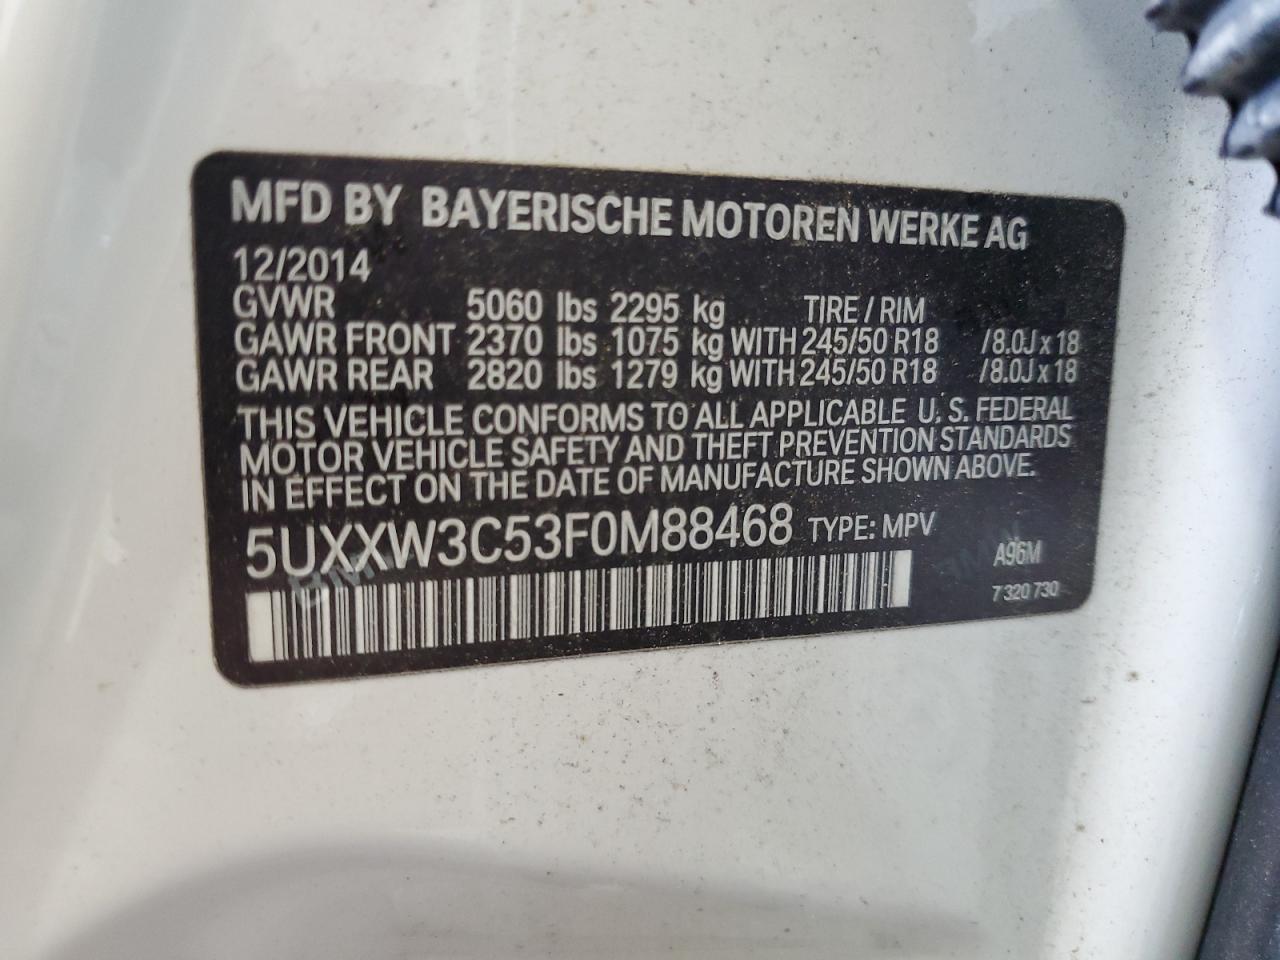 MFD BY BAYERISCHE MOTOREN WERKE AG
12/2014
GVWR 5060 lbs 2295 kg TIRE / RIM
GAWR FRONT 2370 lbs 1075 kg WITH 245/50 R18 /8.0J x 18
GAWR REAR 2820 lbs 1279 kg WITH 245/50 R18 /8.0J x 18
THIS VEHICLE CONFORMS TO ALL APPLICABLE U. S. FEDERAL
MOTOR VEHICLE SAFETY AND THEFT PREVENTION STANDARDS
IN EFFECT ON THE DATE OF MANUFACTURE SHOWN ABOVE.
5UXXW3C53F0M88468 TYPE: MPV
A96M
7 320 730
BMW
BMW